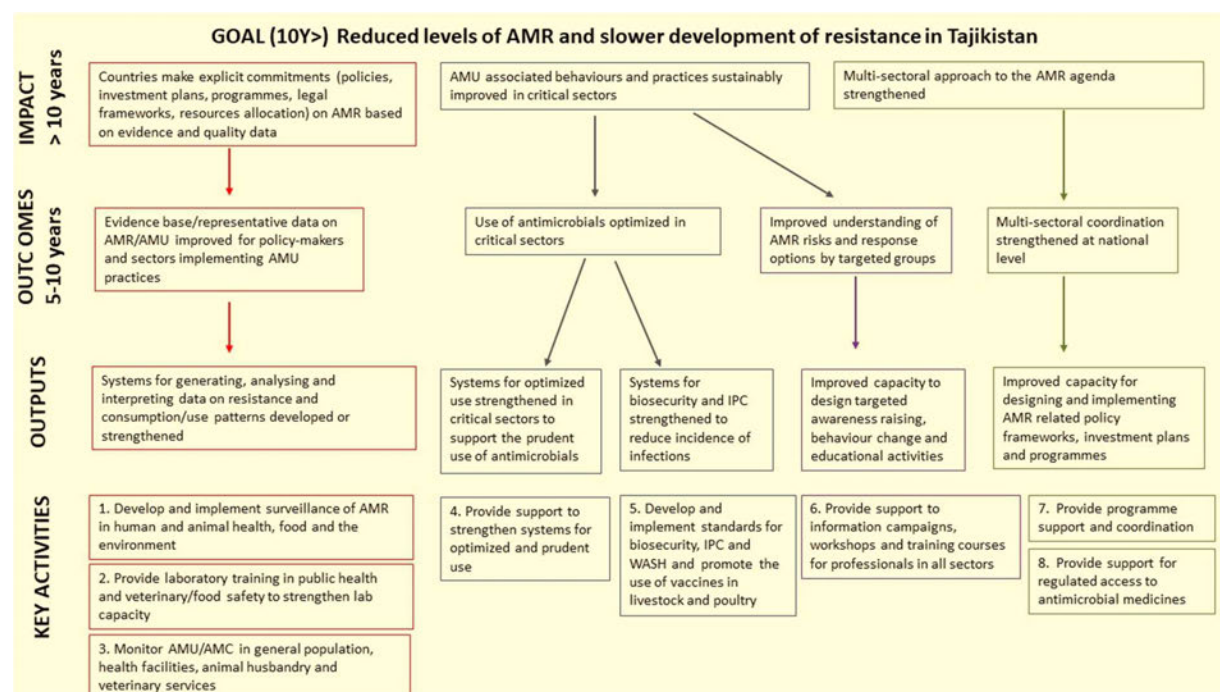 GOAL (10Y>) Reduced levels of AMR and slower development of resistance in Tajikistan
IMPACT
> 10 years
Countries make explicit commitments (policies,
investment plans, programmes, legal
frameworks, resources allocation) on AMR based
on evidence and quality data
AMU associated behaviours and practices sustainably
improved in critical sectors
Multi-sectoral approach to the AMR agenda
strengthened
OUTC OMES
5-10 years
Evidence base/representative data on
AMR/AMU improved for policy-makers
and sectors implementing AMU
practices
Use of antimicrobials optimized in
critical sectors
Improved understanding of
AMR risks and response
options by targeted groups
Multi-sectoral coordination
strengthened at national
level
OUTPUTS
Systems for generating, analysing and
interpreting data on resistance and
consumption/use patterns developed or
strengthened
Systems for optimized
use strengthened in
critical sectors to
support the prudent
use of antimicrobials
Systems for
biosecurity and IPC
strengthened to
reduce incidence of
infections
Improved capacity to
design targeted
awareness raising,
behaviour change and
educational activities
Improved capacity for
designing and implementing
AMR related policy
frameworks, investment plans
and programmes
KEY ACTIVITIES
1. Develop and implement surveillance of AMR
in human and animal health, food and the
environment
2. Provide laboratory training in public health
and veterinary/food safety to strengthen lab
capacity
3. Monitor AMU/AMC in general population,
health facilities, animal husbandry and
veterinary services
4. Provide support to
strengthen systems for
optimized and prudent
use
5. Develop and
implement standards for
biosecurity, IPC and
WASH and promote the
use of vaccines in
livestock and poultry
6. Provide support to
information campaigns,
workshops and training courses
for professionals in all sectors
7. Provide programme
support and coordination
8. Provide support for
regulated access to
antimicrobial medicines